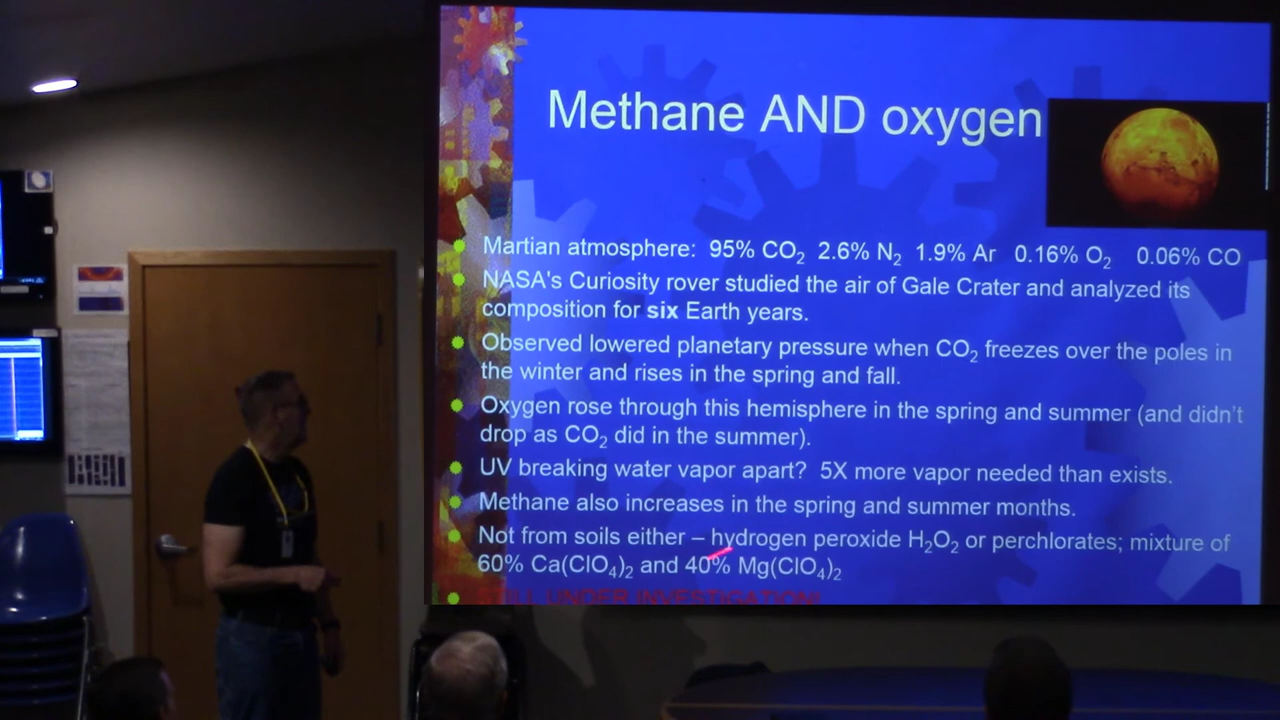 Methane AND oxygen
Martian atmosphere: 95% CO₂ 2.6% N₂ 1.9% Ar 0.16% O₂ 0.06% CO
NASA's Curiosity rover studied the air of Gale Crater and analyzed its
composition for six Earth years.
Observed lowered planetary pressure when CO₂ freezes over the poles in
the winter and rises in the spring and fall.
Oxygen rose through this hemisphere in the spring and summer (and didn't
drop as CO₂ did in the summer).
UV breaking water vapor apart? 5X more vapor needed than exists.
Methane also increases in the spring and summer months.
Not from soils either – hydrogen peroxide H₂O₂ or perchlorates; mixture of
60% Ca(ClO₄)₂ and 40% Mg(ClO₄)₂
UNDER INVESTIGATION!